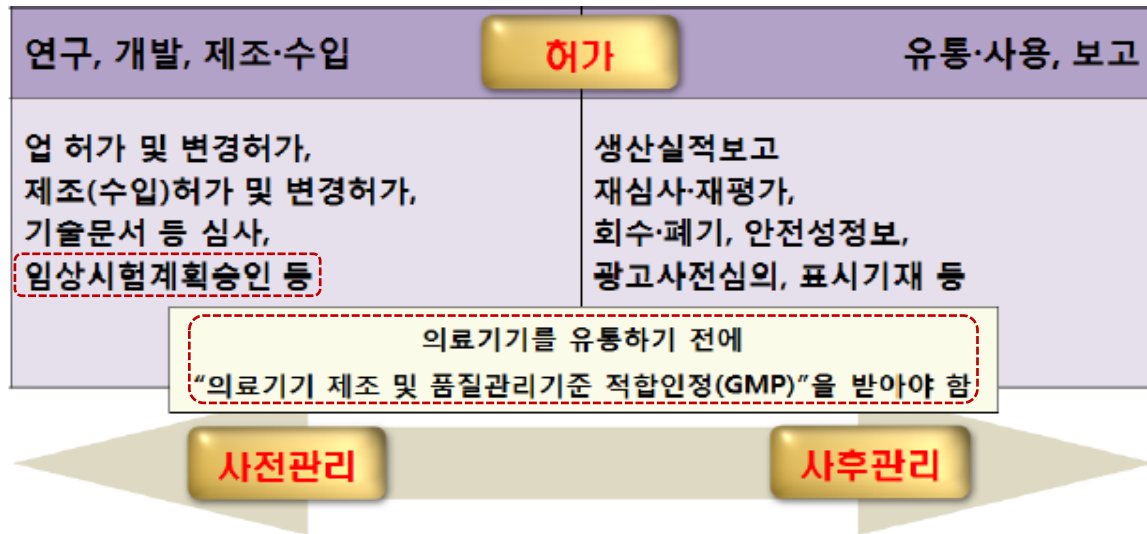 연구, 개발, 제조·수입
허가
유통·사용, 보고
업 허가 및 변경허가,
제조(수입)허가 및 변경허가,
기술문서 등 심사,
임상시험계획승인 등
생산실적보고
재심사·재평가,
회수·폐기, 안전성정보,
광고사전심의, 표시기재 등
의료기기를 유통하기 전에
“의료기기 제조 및 품질관리기준 적합인정(GMP)”을 받아야 함
사전관리
사후관리